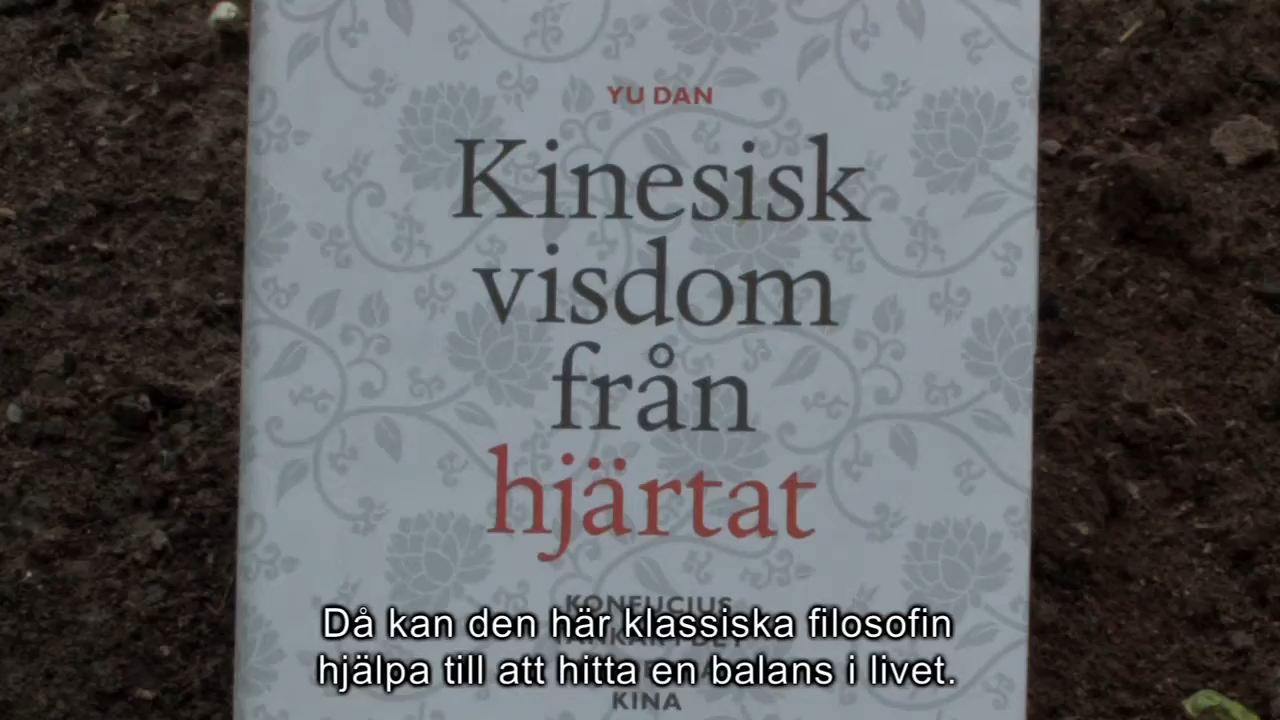 YU DAN
Kinesisk
visdom
från
hjärtat
KONFUCIUS
Då kan den här klassiska filosofin
hjälpa till att hitta en balans i livet.
KINA